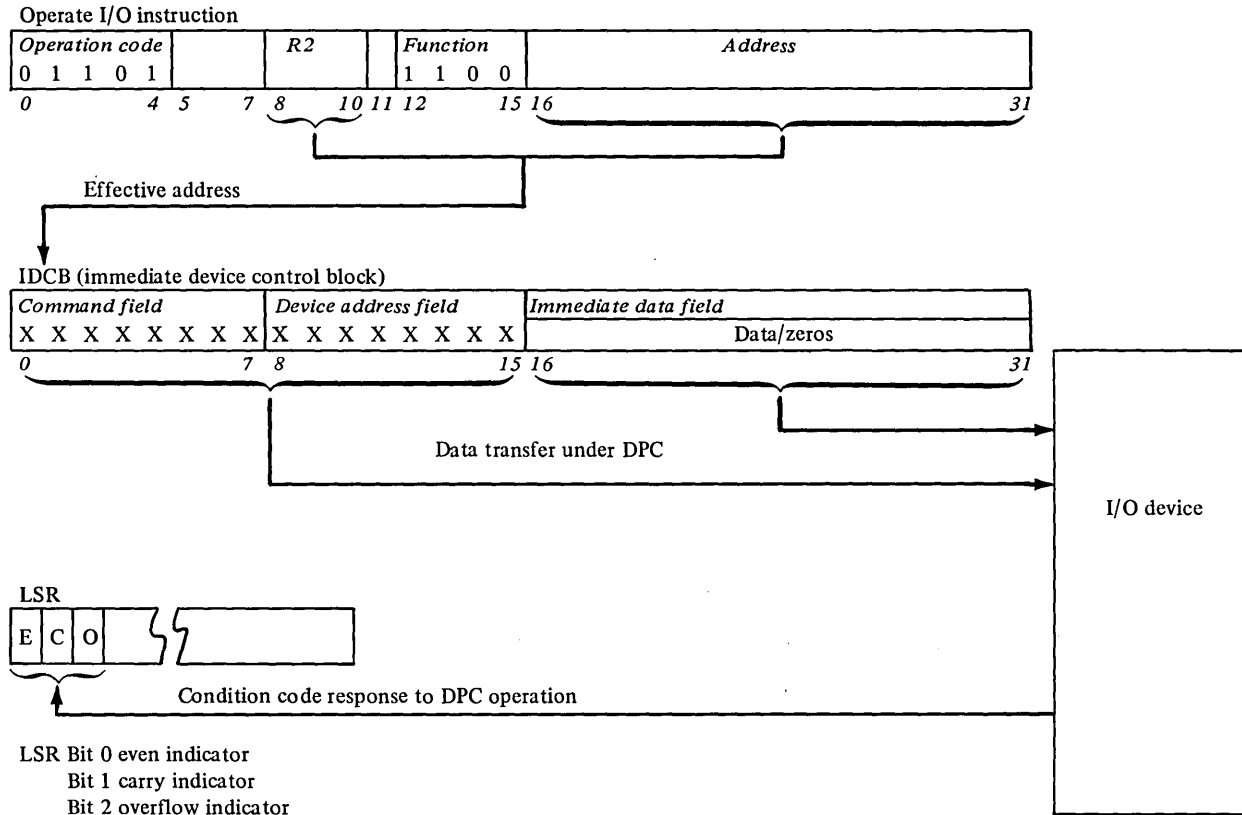 Operate I/O instruction
Operation code R2 Function Address
0 1 1 0 1 1 1 0 0
0 4 5 7 8 10 11 12 15 16 31
Effective address
IDCB (immediate device control block)
Command field Device address field Immediate data field
X X X X X X X X X X X X X X X X Data/zeros
0 7 8 15 16 31
Data transfer under DPC
I/O device
LSR
E C O
Condition code response to DPC operation
LSR Bit 0 even indicator
Bit 1 carry indicator
Bit 2 overflow indicator